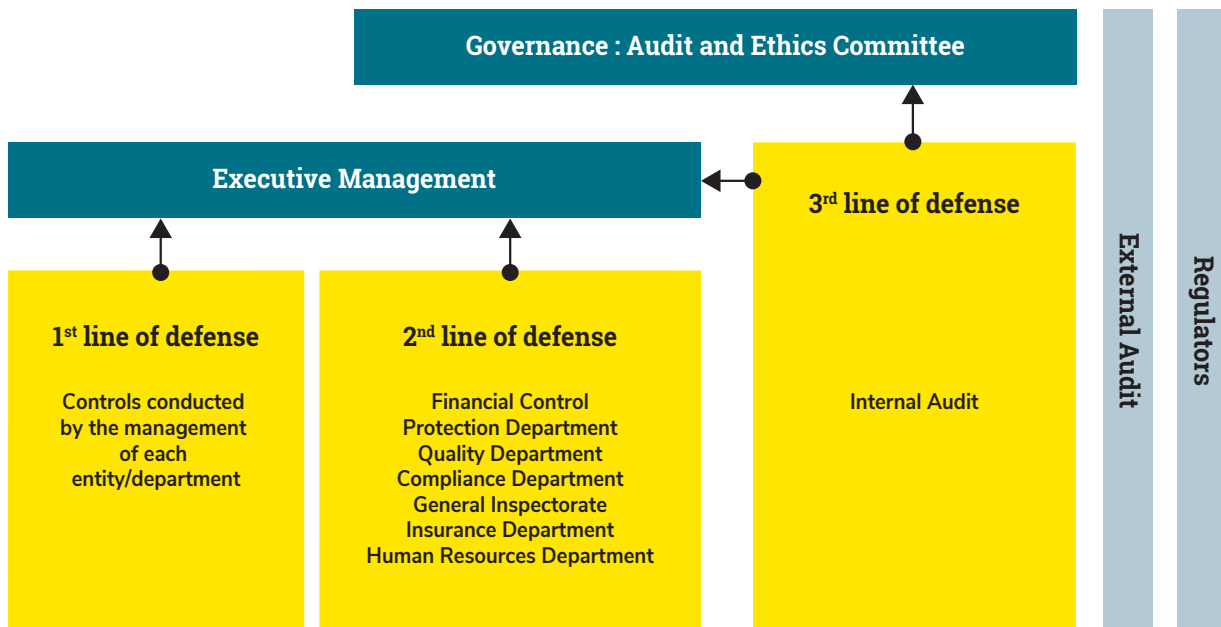 Governance : Audit and Ethics Committee
Executive Management
1st line of defense
Controls conducted
by the management
of each
entity/department
2nd line of defense
Financial Control
Protection Department
Quality Department
Compliance Department
General Inspectorate
Insurance Department
Human Resources Department
3rd line of defense
Internal Audit
External Audit
Regulators